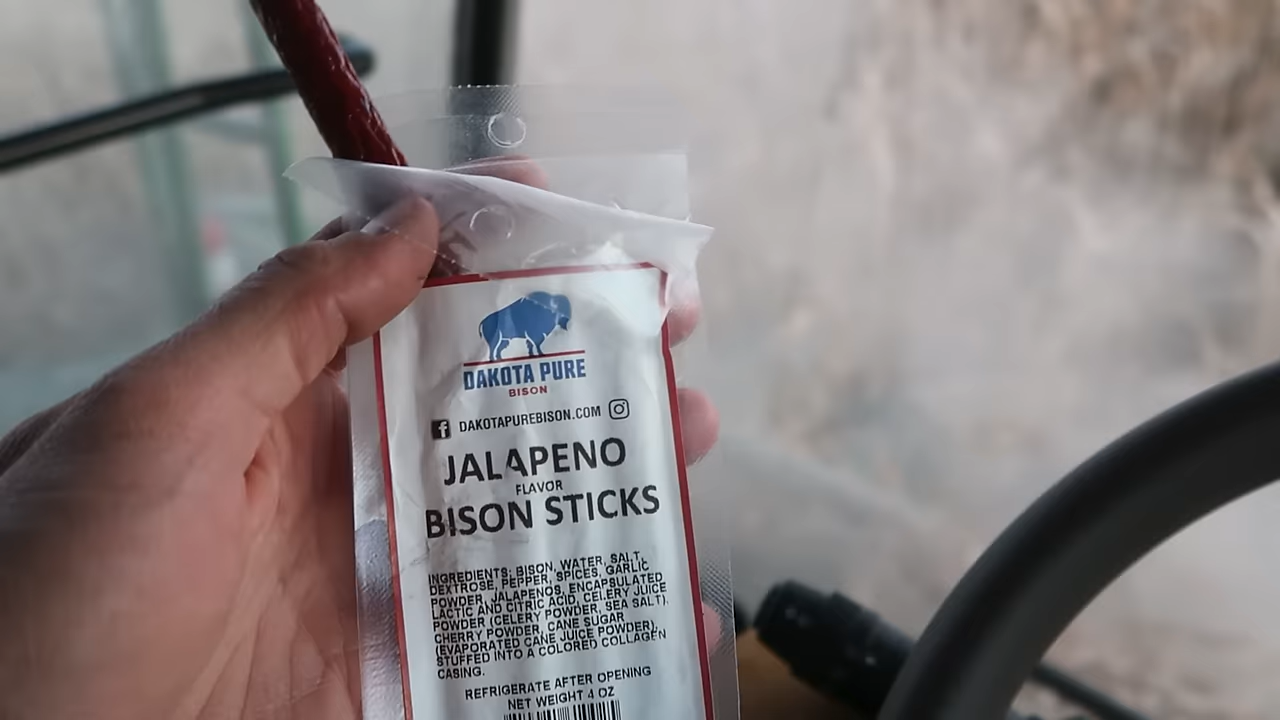 DAKOTA PURE
BISON
DAKOTAPUREBISON.COM
JALAPENO
FLAVOR
BISON STICKS
INGREDIENTS: BISON, WATER, SALT,
DEXTROSE, PEPPER, SPICES, GARLIC
POWDER, JALAPENOS, ENCAPSULATED
LACTIC AND CITRIC ACID, CELERY JUICE
POWDER (CELERY POWDER, SEA SALT),
CHERRY POWDER, CANE SUGAR
(EVAPORATED CANE JUICE POWDER),
STUFFED INTO A COLORED COLLAGEN
CASING.
REFRIGERATE AFTER OPENING
NET WEIGHT 4 OZ